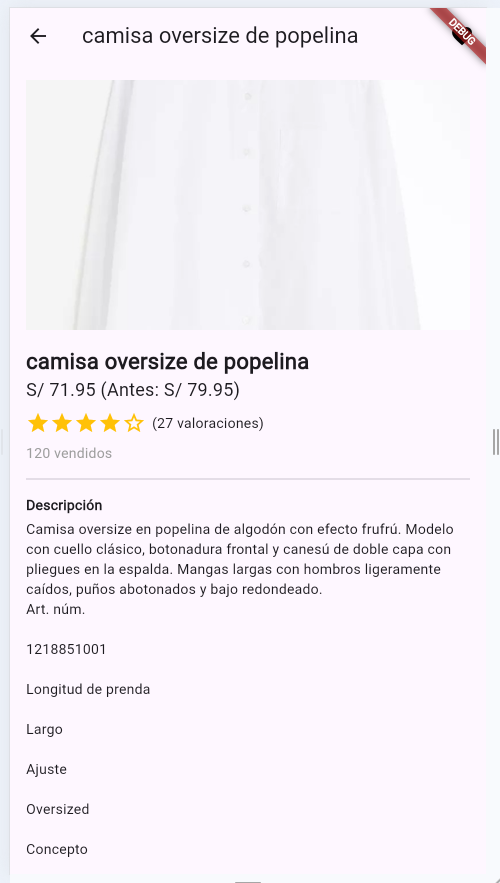 camisa oversize de popelina
DEBUG
camisa oversize de popelina
S/ 71.95 (Antes: S/ 79.95)
(27 valoraciones)
120 vendidos
Descripción
Camisa oversize en popelina de algodón con efecto frufrú. Modelo
con cuello clásico, botonadura frontal y canesú de doble capa con
pliegues en la espalda. Mangas largas con hombros ligeramente
caídos, puños abotonados y bajo redondeado.
Art. núm.
1218851001
Longitud de prenda
Largo
Ajuste
Oversized
Concepto